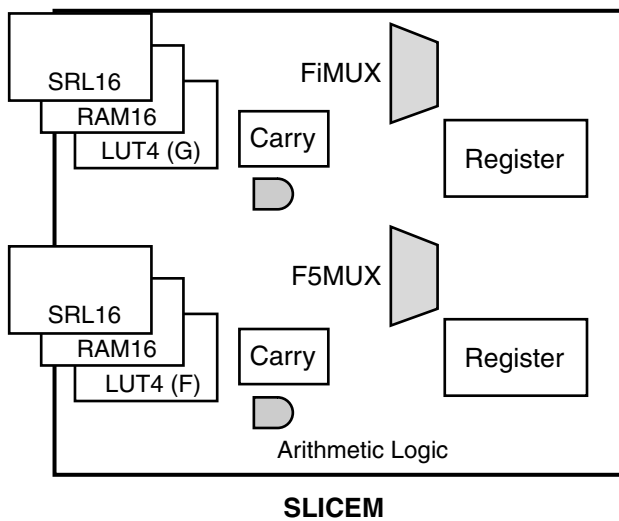 SRL16
RAM16
LUT4 (G)
FiMUX
Carry
Register
SRL16
RAM16
LUT4 (F)
F5MUX
Carry
Register
Arithmetic Logic
SLICEM